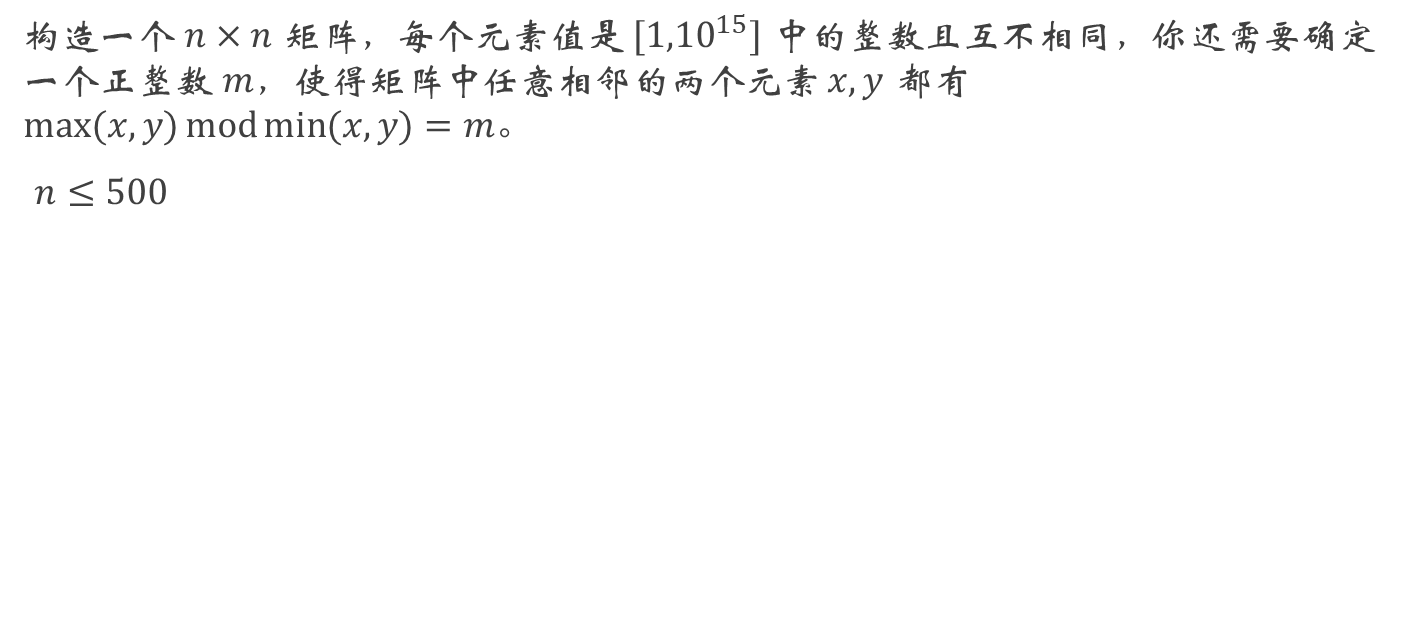 构造一个 n × n 矩阵，每个元素值是 [1,10¹⁵] 中的整数且互不相同，你还需要确定
一个正整数 m，使得矩阵中任意相邻的两个元素 x, y 都有
max(x, y) mod min(x, y) = m。
n ≤ 500